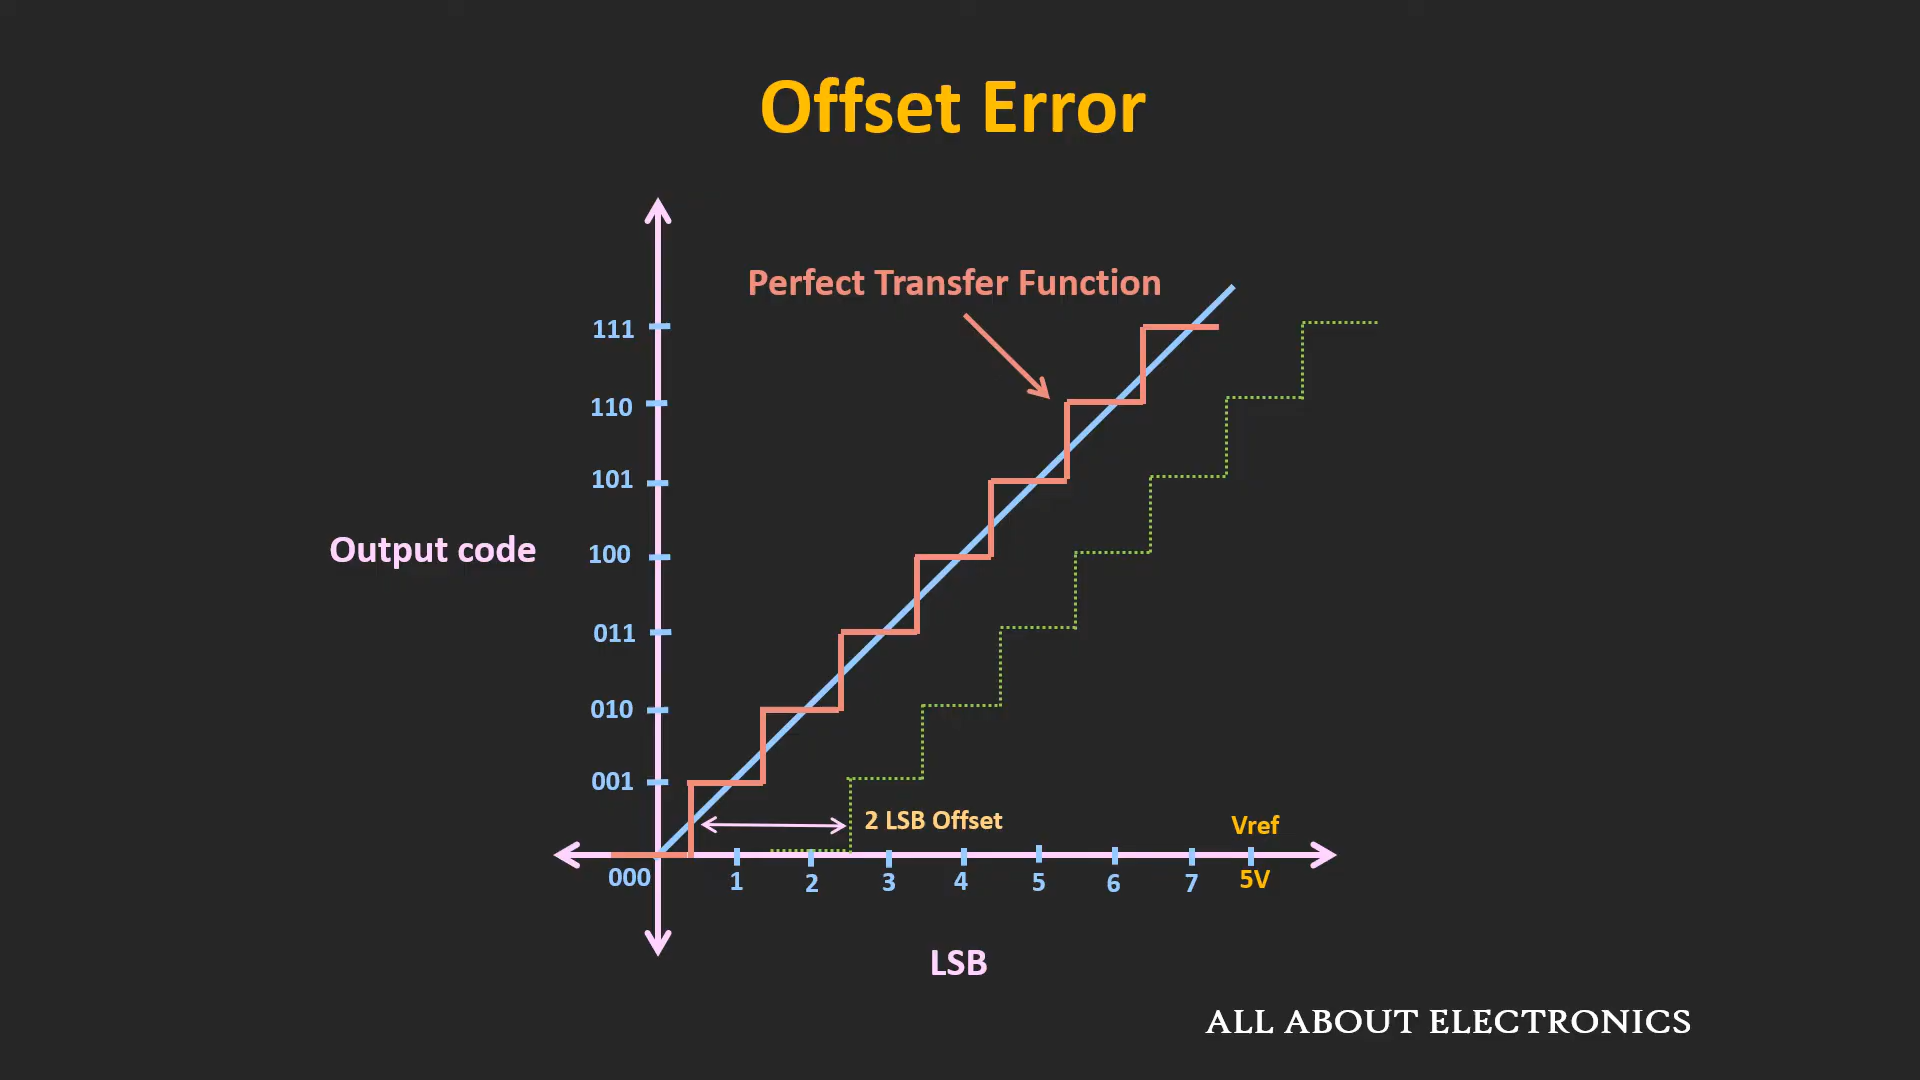 Offset Error
Perfect Transfer Function
111
110
101
Output code
100
011
010
001
2 LSB Offset
Vref
000
1 2 3 4 5 6 7 5V
LSB
ALL ABOUT ELECTRONICS